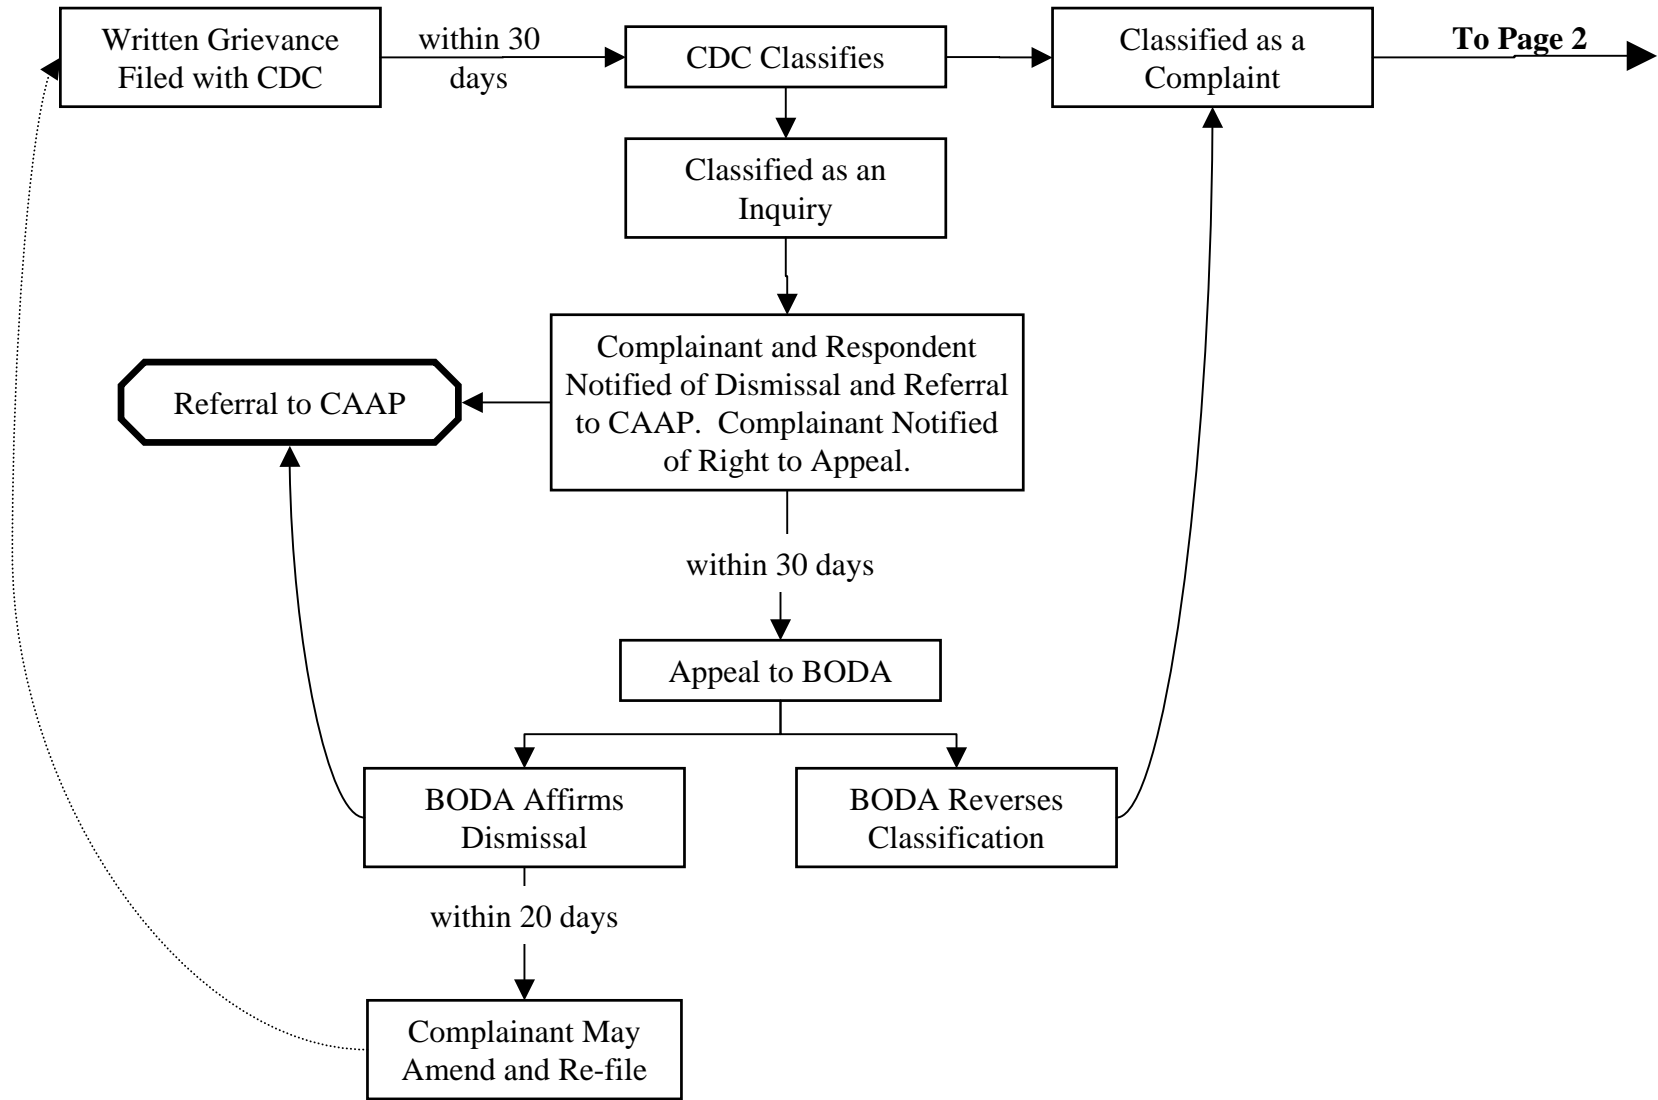 Written Grievance
Filed with CDC
within 30
days
CDC Classifies
Classified as a
Complaint
To Page 2
Classified as an
Inquiry
Complainant and Respondent
Notified of Dismissal and Referral
to CAAP.  Complainant Notified
of Right to Appeal.
Referral to CAAP
within 30 days
Appeal to BODA
BODA Affirms
Dismissal
BODA Reverses
Classification
within 20 days
Complainant May
Amend and Re-file